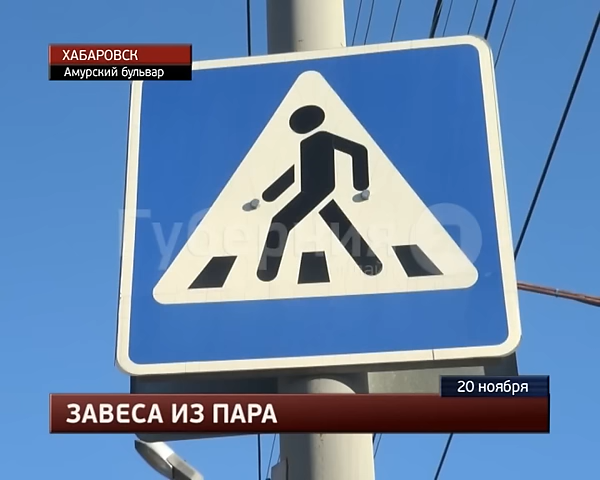 ХАБАРОВСК
Амурский бульвар
Губерния
20 ноября
ЗАВЕСА ИЗ ПАРА